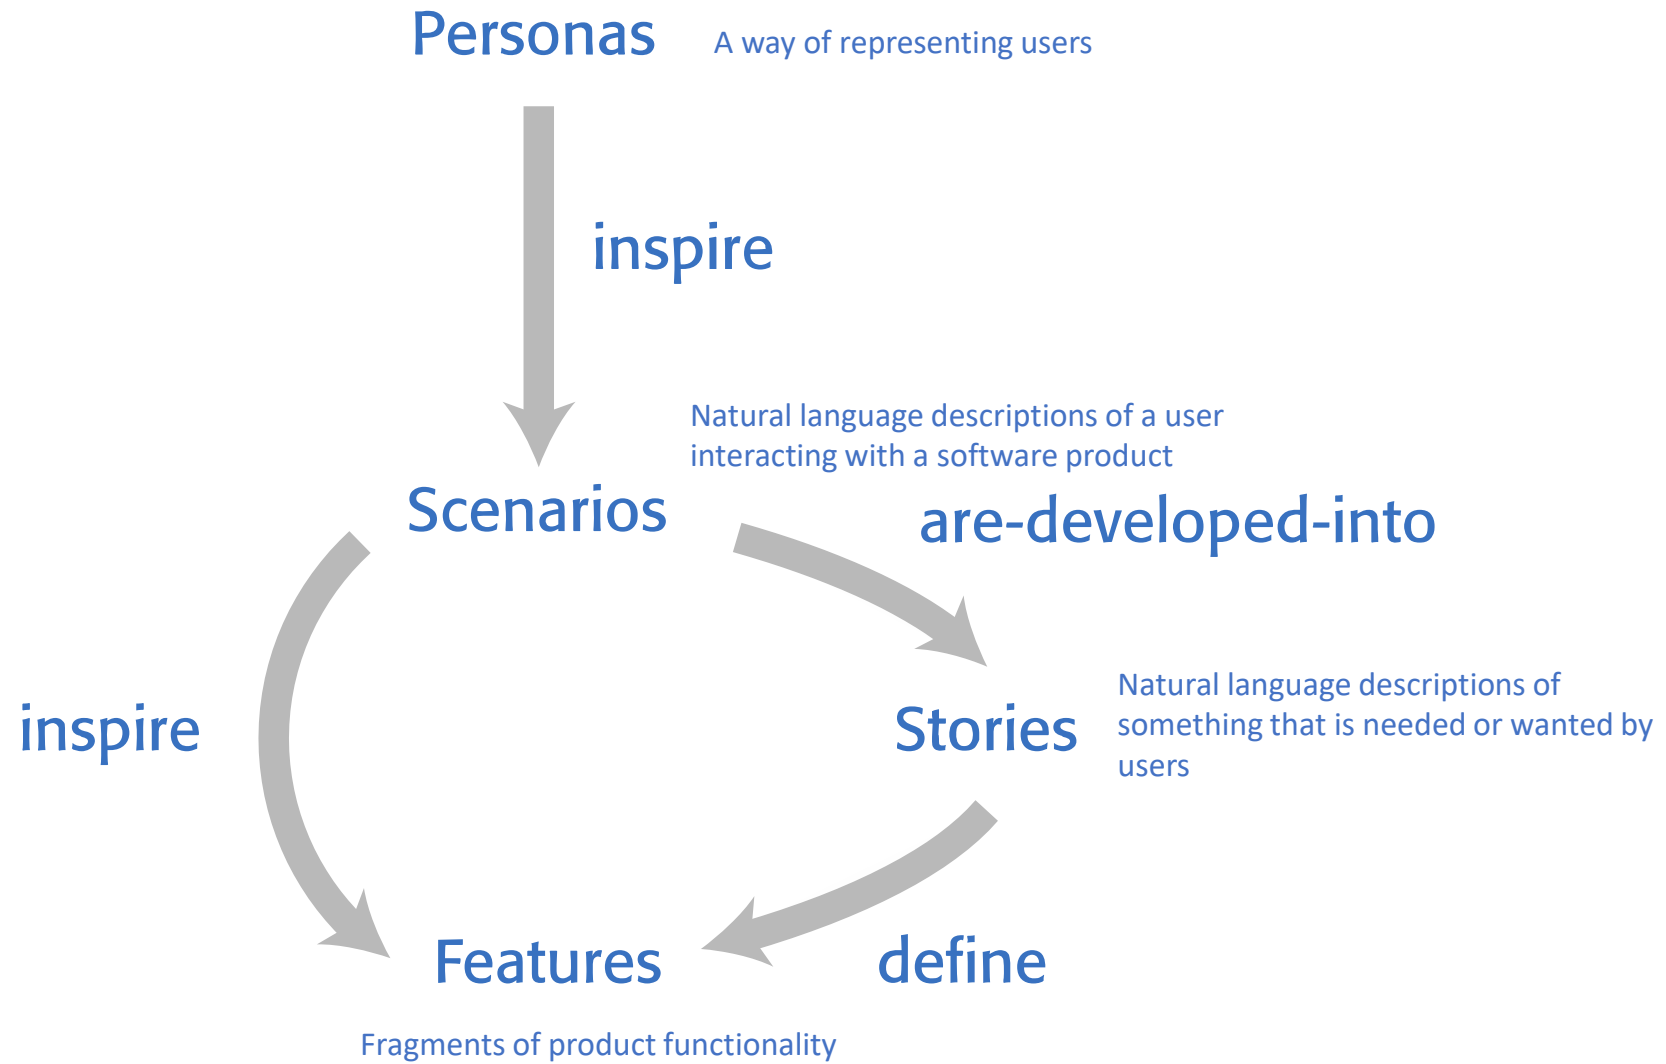 Personas
A way of representing users
inspire
Natural language descriptions of a user
interacting with a software product
Scenarios
are-developed-into
inspire
Stories
Natural language descriptions of
something that is needed or wanted by
users
Features
define
Fragments of product functionality